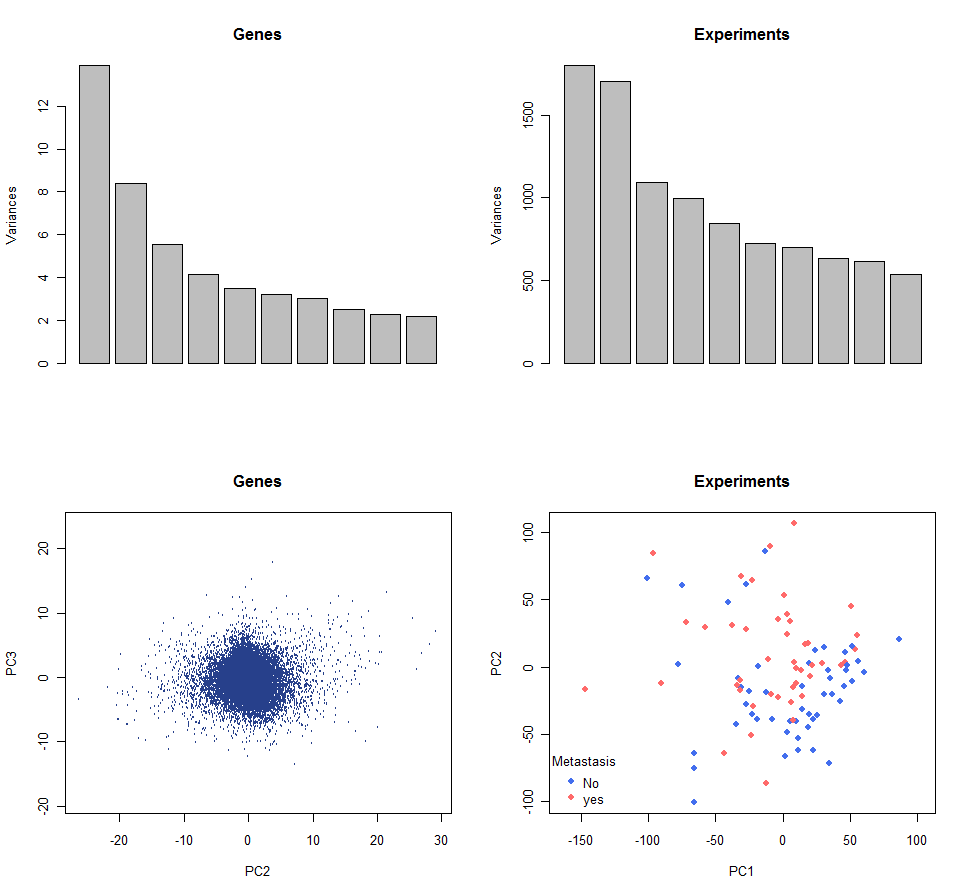 Genes
Variances
0 2 4 6 8 10 12
Experiments
Variances
0 500 1000 1500
Genes
PC3
-20 10 0 10 20
-20 -10 0 10 20 30
PC2
Experiments
PC2
-100 -50 0 50 100
Metastasis
No
yes
-150 -100 -50 0 50 100
PC1